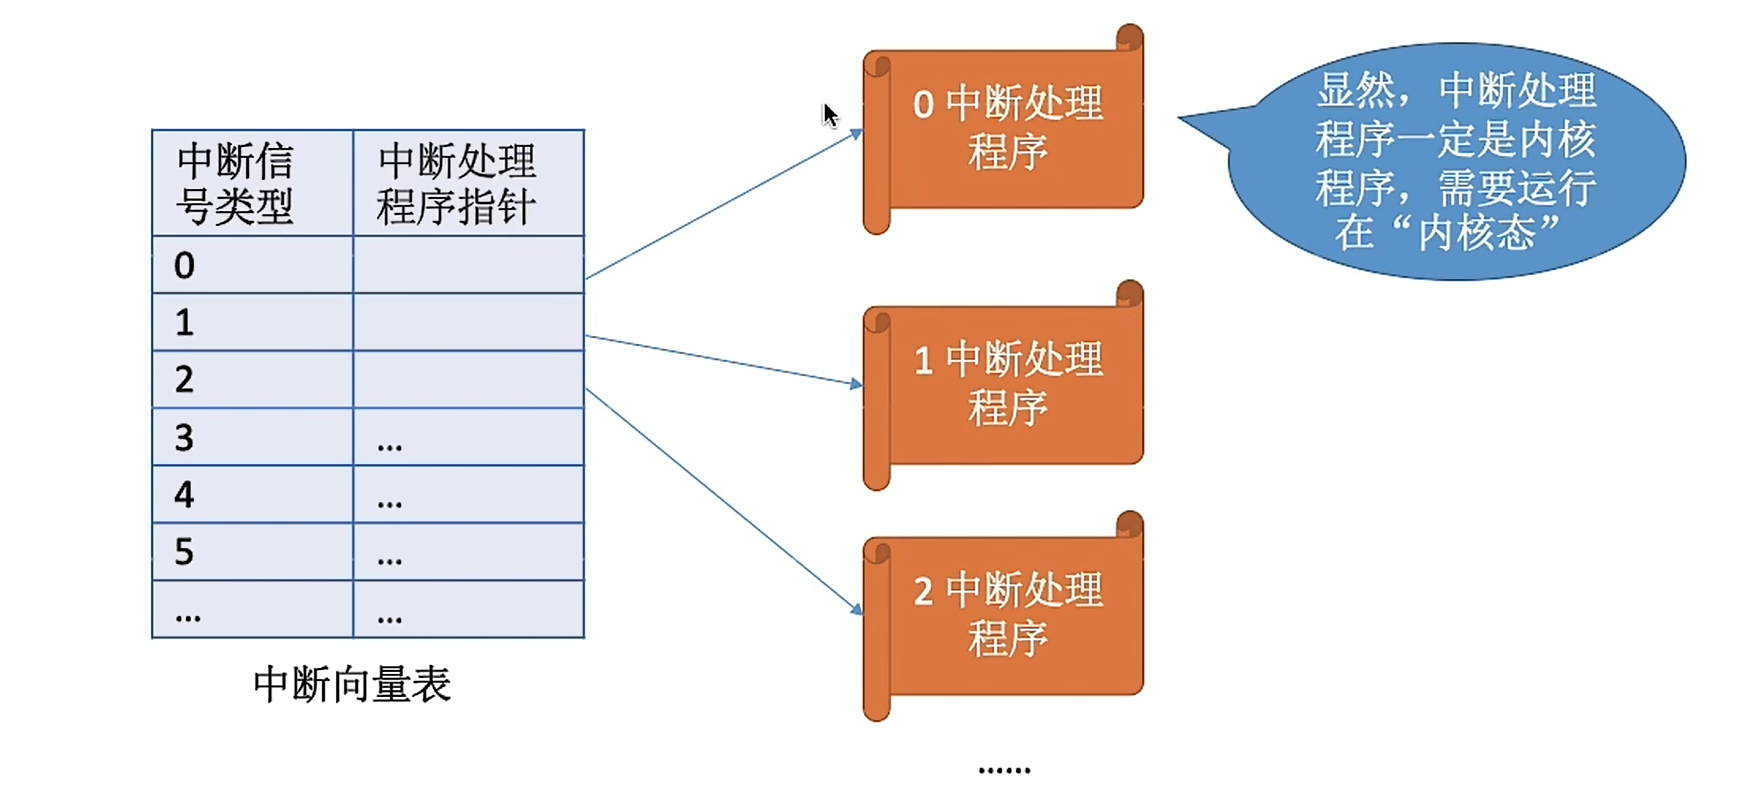 中断信
号类型
中断处理
程序指针
0
1
2
3
...
4
...
5
...
...
...
中断向量表
0 中断处理
程序
1 中断处理
程序
2 中断处理
程序
......
显然，中断处理
程序一定是内核
程序，需要运行
在“内核态”